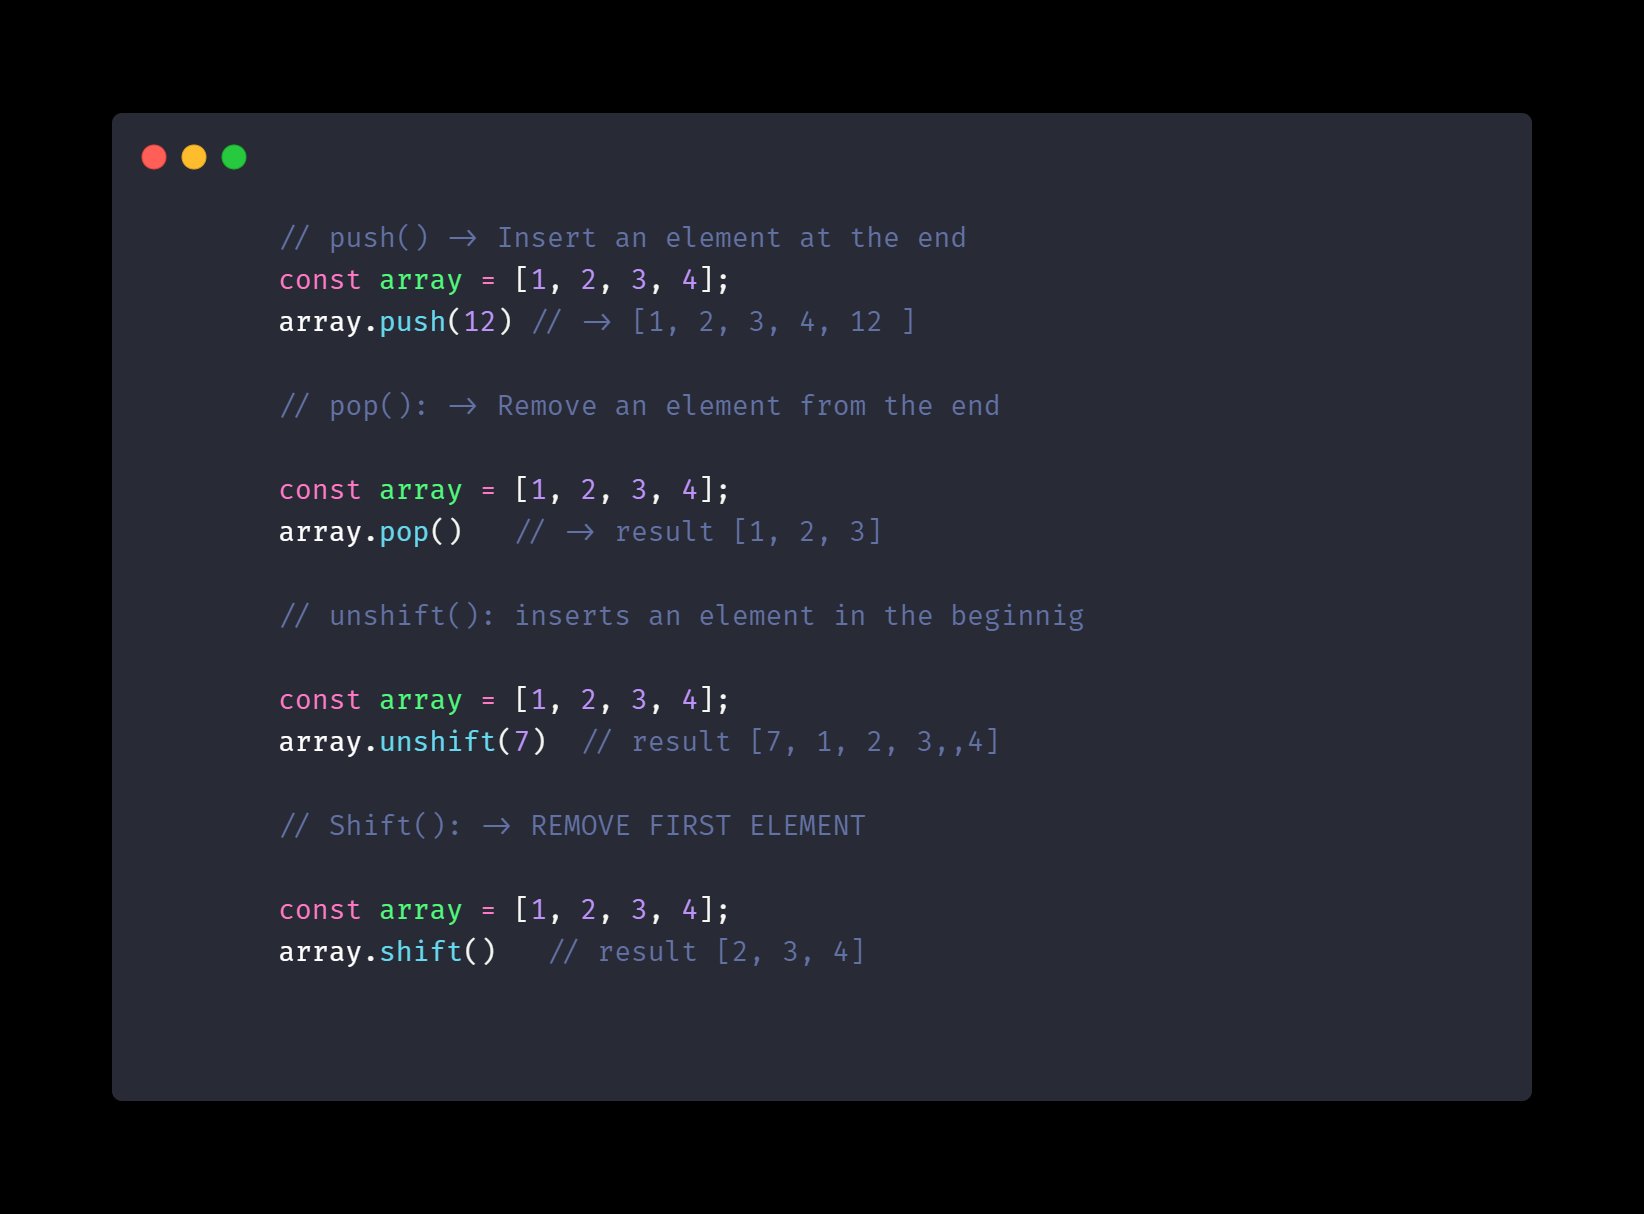 // push() -> Insert an element at the end
const array = [1, 2, 3, 4];
array.push(12) // -> [1, 2, 3, 4, 12 ]
// pop(): -> Remove an element from the end
const array = [1, 2, 3, 4];
array.pop()   // -> result [1, 2, 3]
// unshift(): inserts an element in the beginnig
const array = [1, 2, 3, 4];
array.unshift(7)  // result [7, 1, 2, 3,,4]
// Shift(): -> REMOVE FIRST ELEMENT
const array = [1, 2, 3, 4];
array.shift()   // result [2, 3, 4]